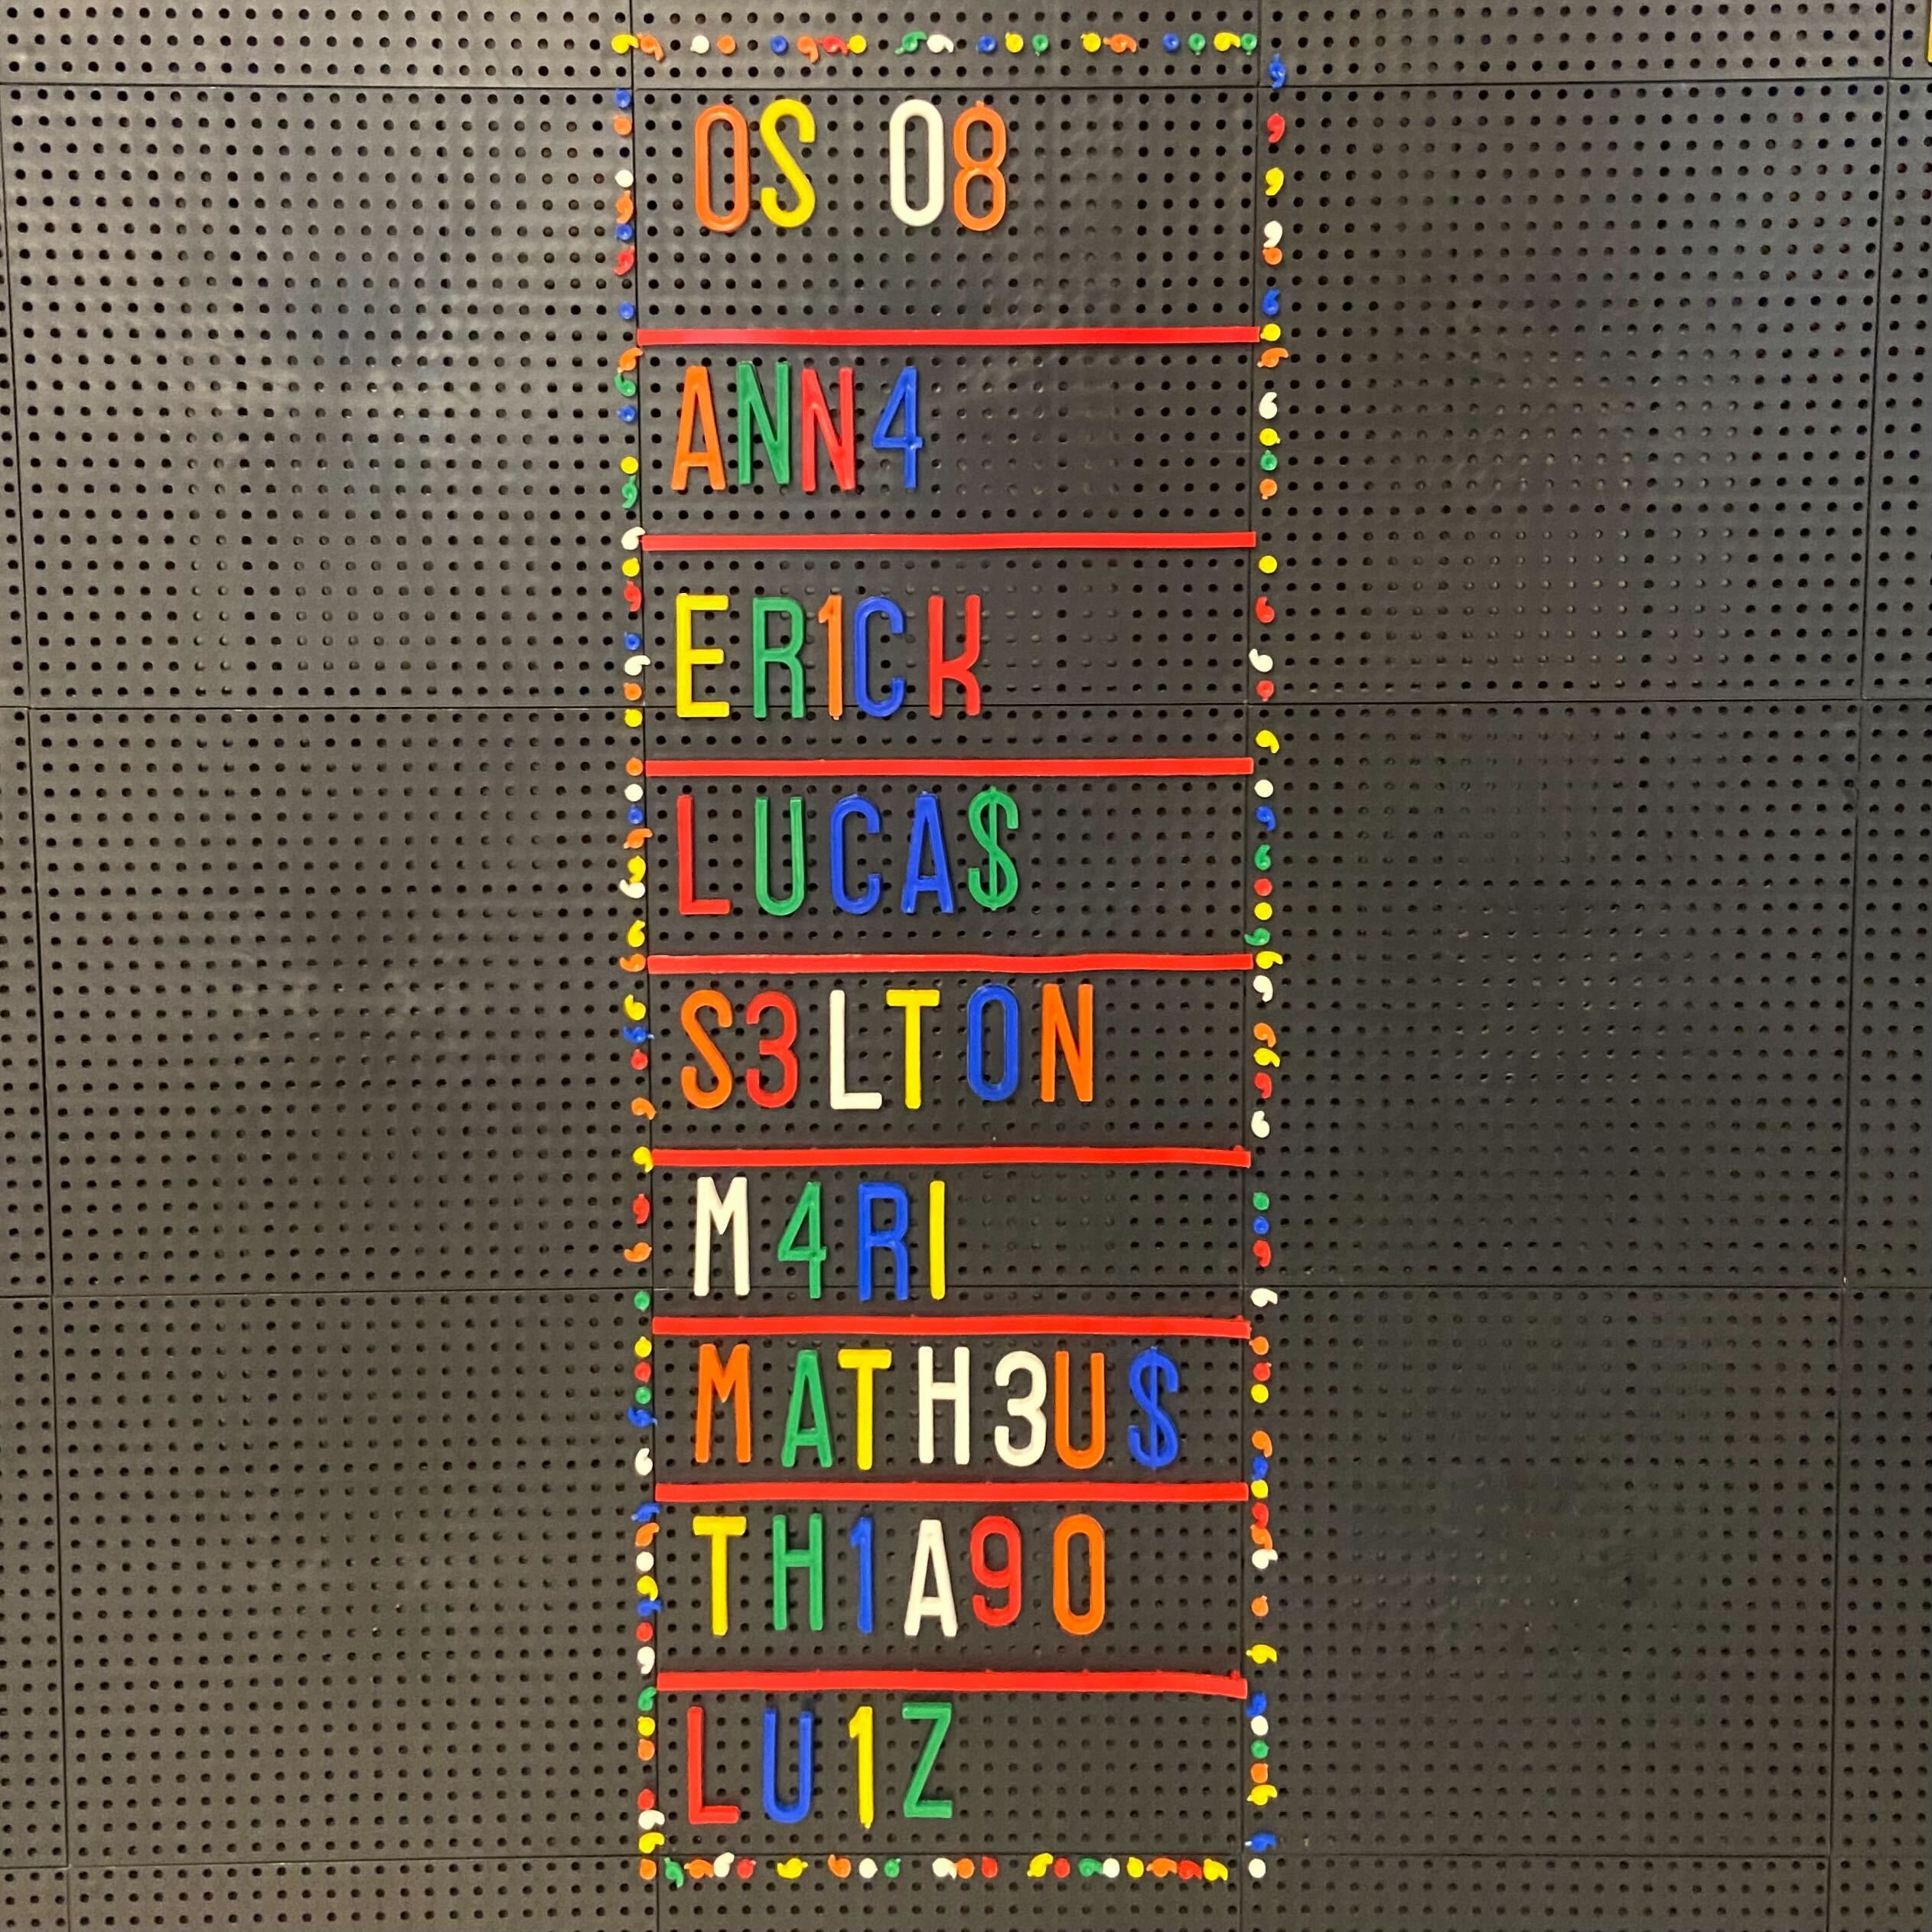 OS 08
ANN4
ER1CK
LUCA$
S3LTON
M4RI
MATH3U$
TH1A9O
LU1Z